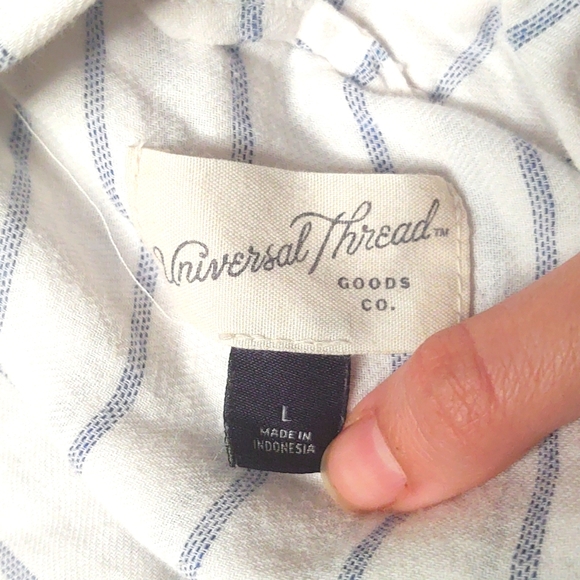 Universal Thread™
GOODS
CO.
L
MADE IN
INDONESIA